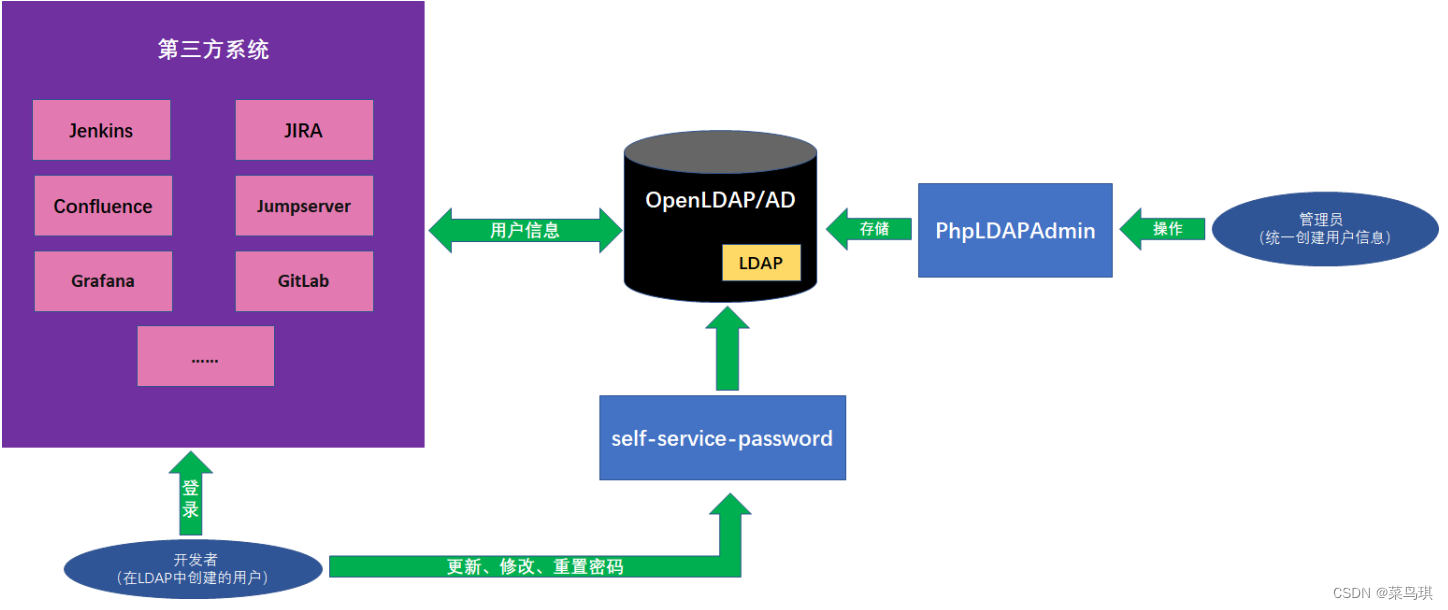 第三方系统
Jenkins
JIRA
Confluence
Jumpserver
Grafana
GitLab
......
用户信息
OpenLDAP/AD
LDAP
存储
PhpLDAPAdmin
操作
管理员
（统一创建用户信息）
self-service-password
登
录
开发者
（在LDAP中创建的用户）
更新、修改、重置密码
CSDN @菜鸟琪